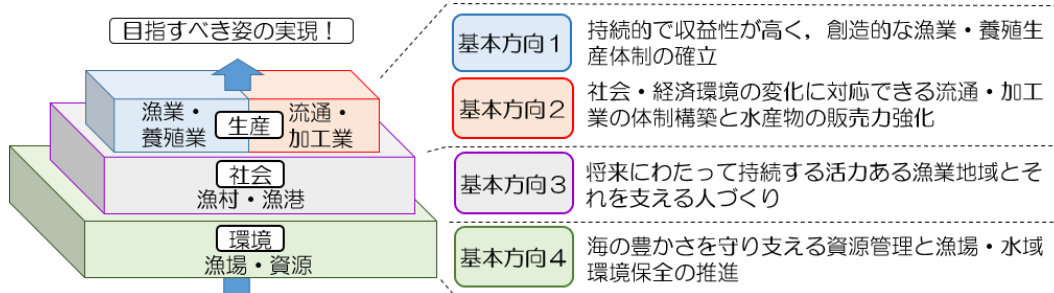 目指すべき姿の実現！
漁業・
養殖業
生産
流通・
加工業
社会
漁村・漁港
環境
漁場・資源
基本方向1
持続的で収益性が高く，創造的な漁業・養殖生
産体制の確立
基本方向2
社会・経済環境の変化に対応できる流通・加工
業の体制構築と水産物の販売力強化
基本方向3
将来にわたって持続する活力ある漁業地域とそ
れを支える人づくり
基本方向4
海の豊かさを守り支える資源管理と漁場・水域
環境保全の推進